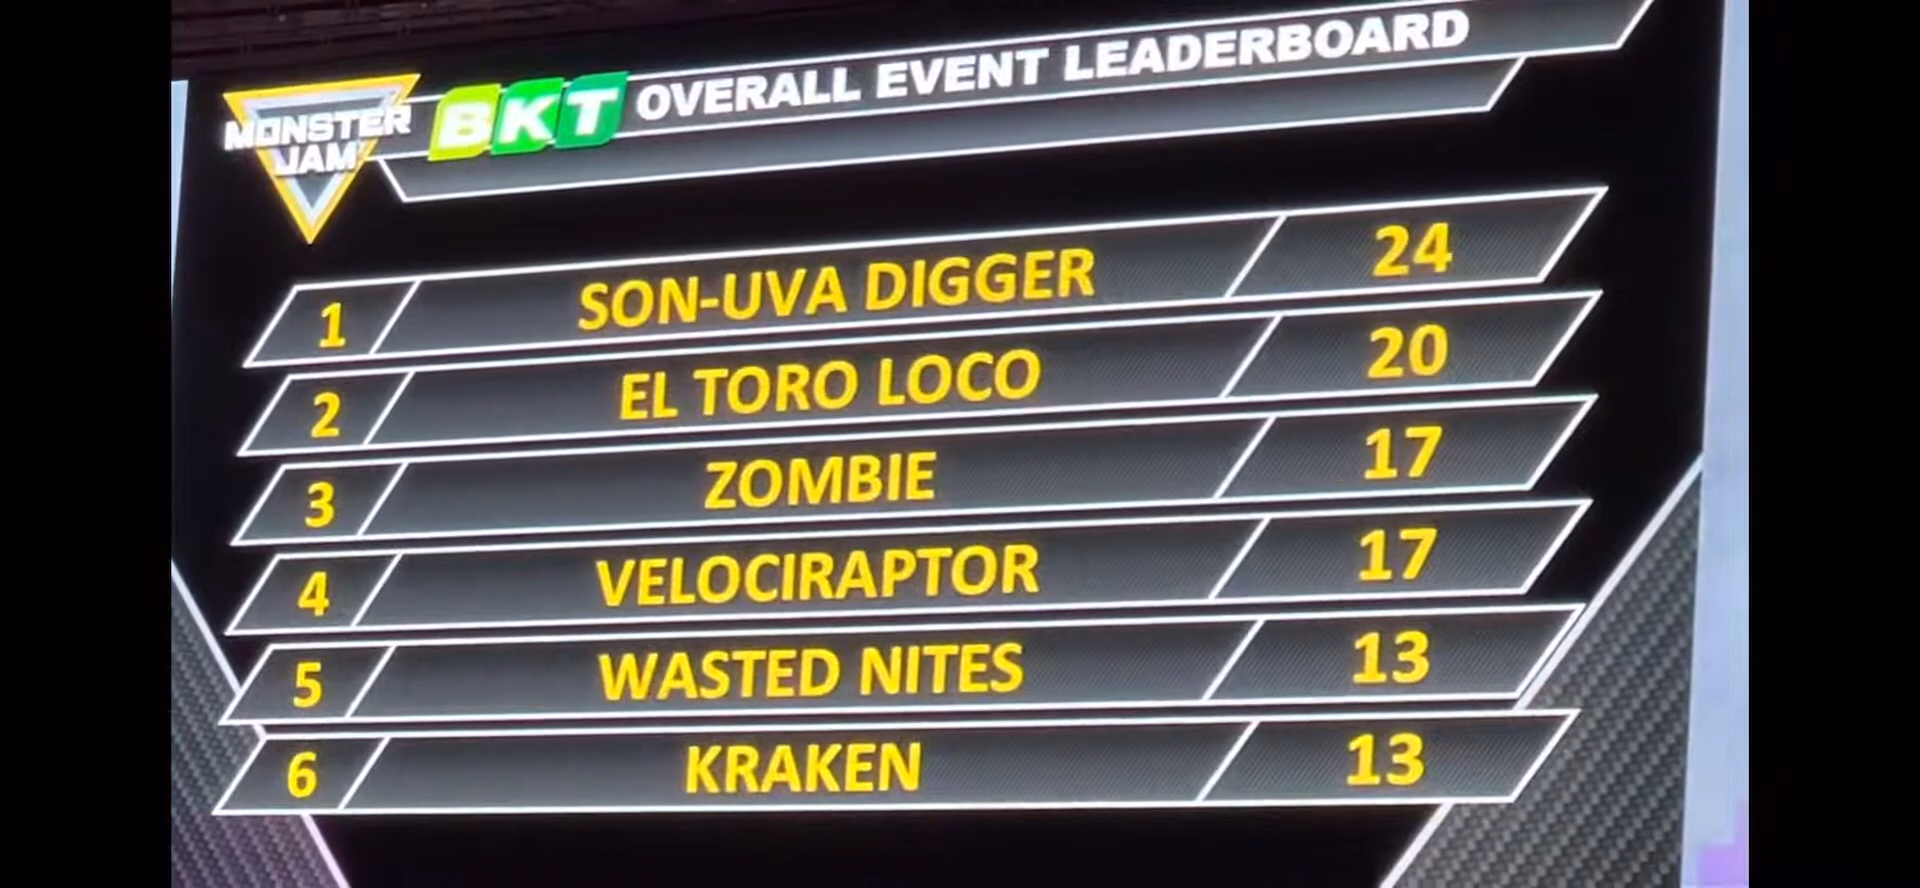 MONSTER JAM
BKT OVERALL EVENT LEADERBOARD
1 SON-UVA DIGGER 24
2 EL TORO LOCO 20
3 ZOMBIE 17
4 VELOCIRAPTOR 17
5 WASTED NITES 13
6 KRAKEN 13